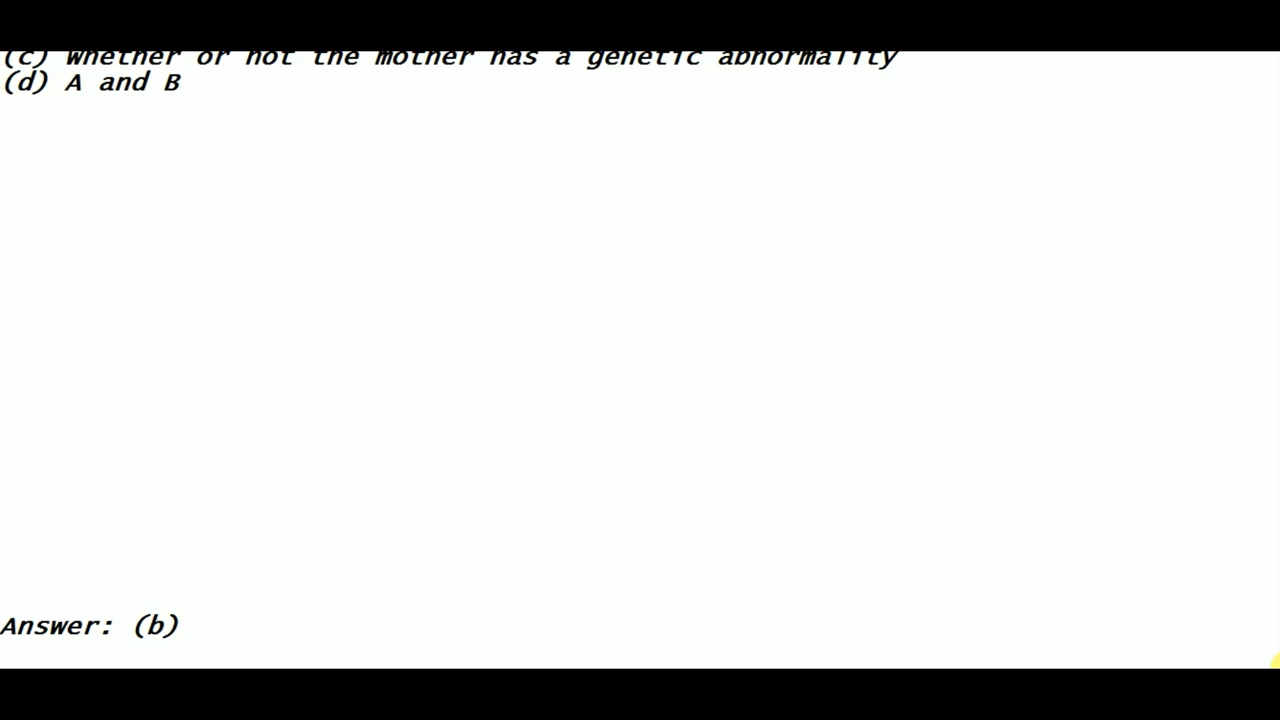 (c) Whether or not the mother has a genetic abnormality
(d) A and B
Answer: (b)